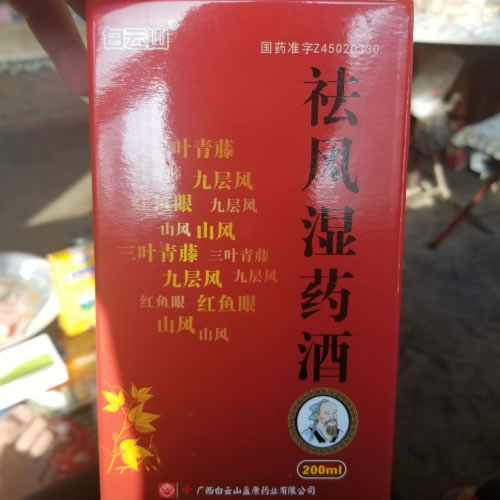 白云山®
国药准字Z45020330
祛风湿药酒
叶青藤
九层风
红鱼眼 九层风
山风 山风
三叶青藤 三叶青藤
九层风 九层风
红鱼眼 红鱼眼
山风 山风
200ml
广西白云山盈康药业有限公司